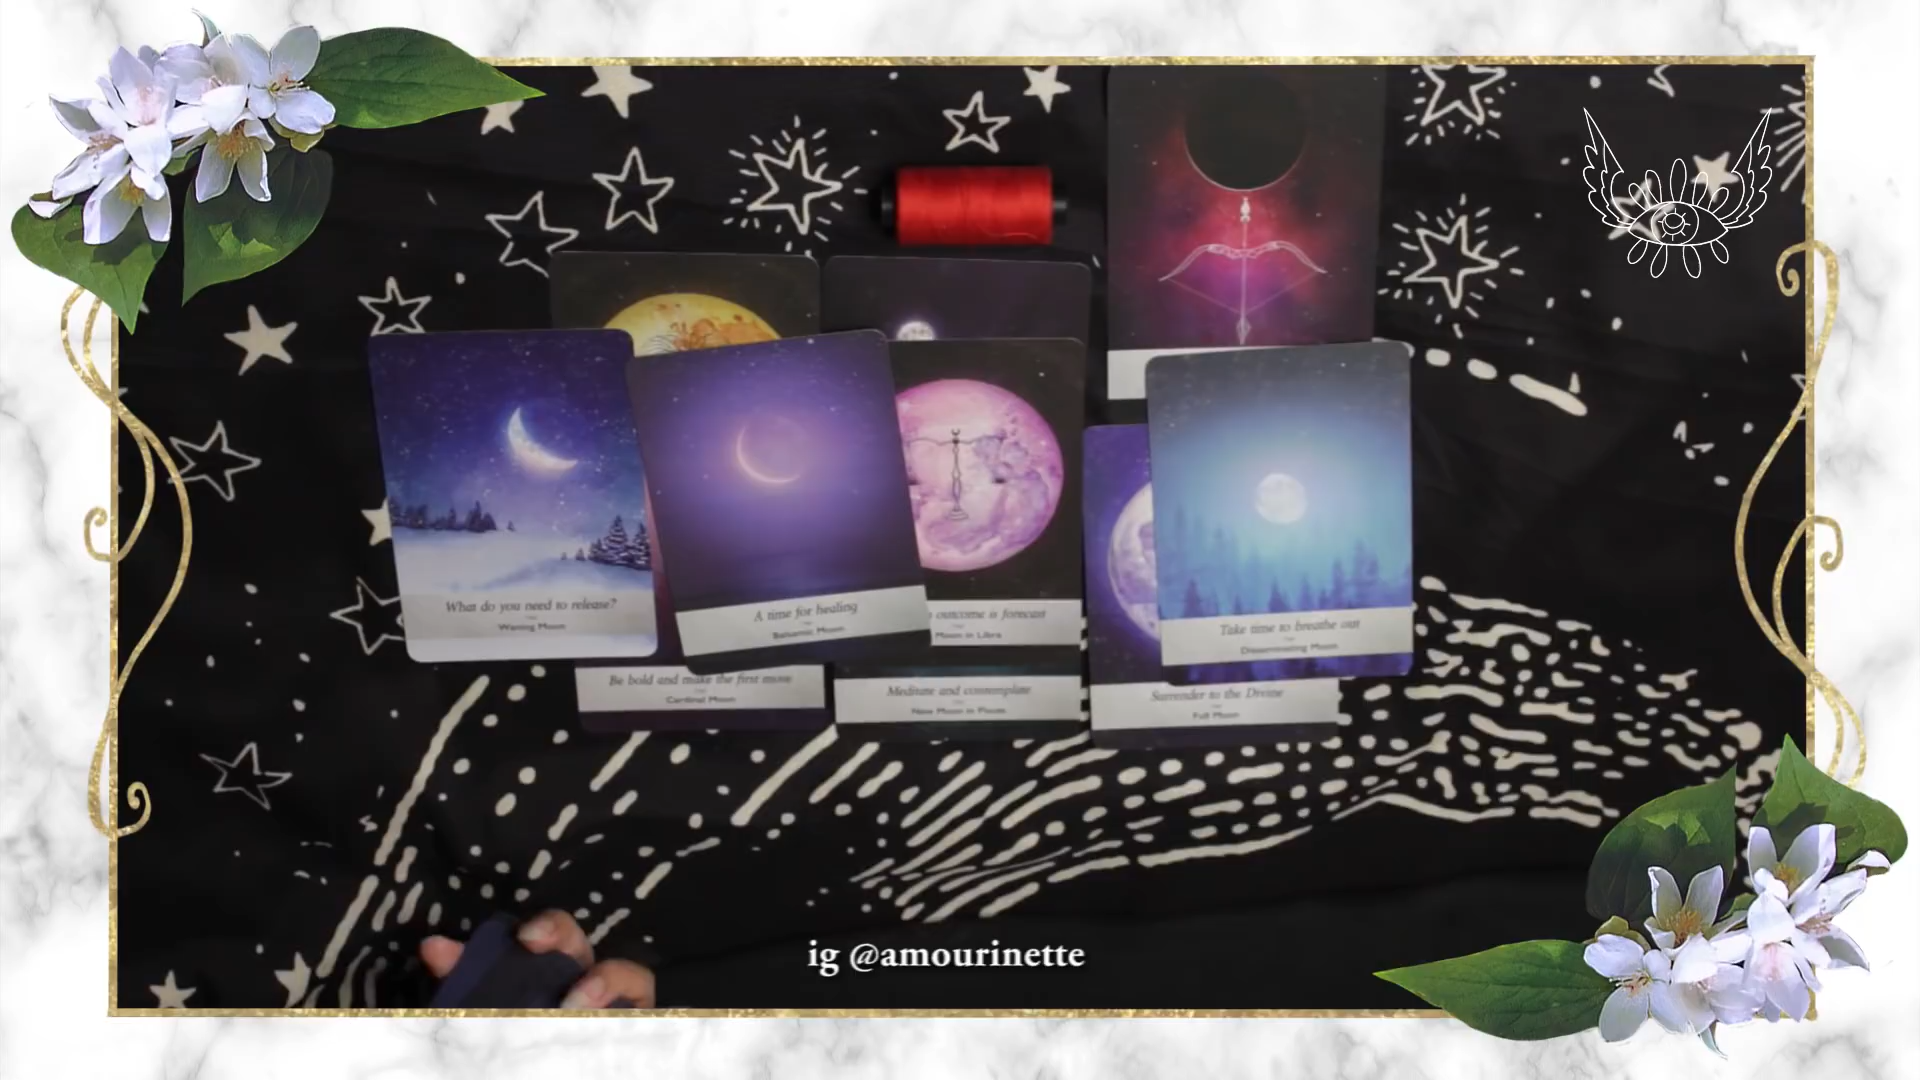 What do you need to release?
Waning Moon
A time for healing
Balsamic Moon
outcome is forecast
Moon in Libra
Take time to breathe out
Disseminating Moon
Be bold and make the first move
Cardinal Moon
Meditate and contemplate
New Moon in Pisces
Surrender to the Divine
Full Moon
ig @amourinette